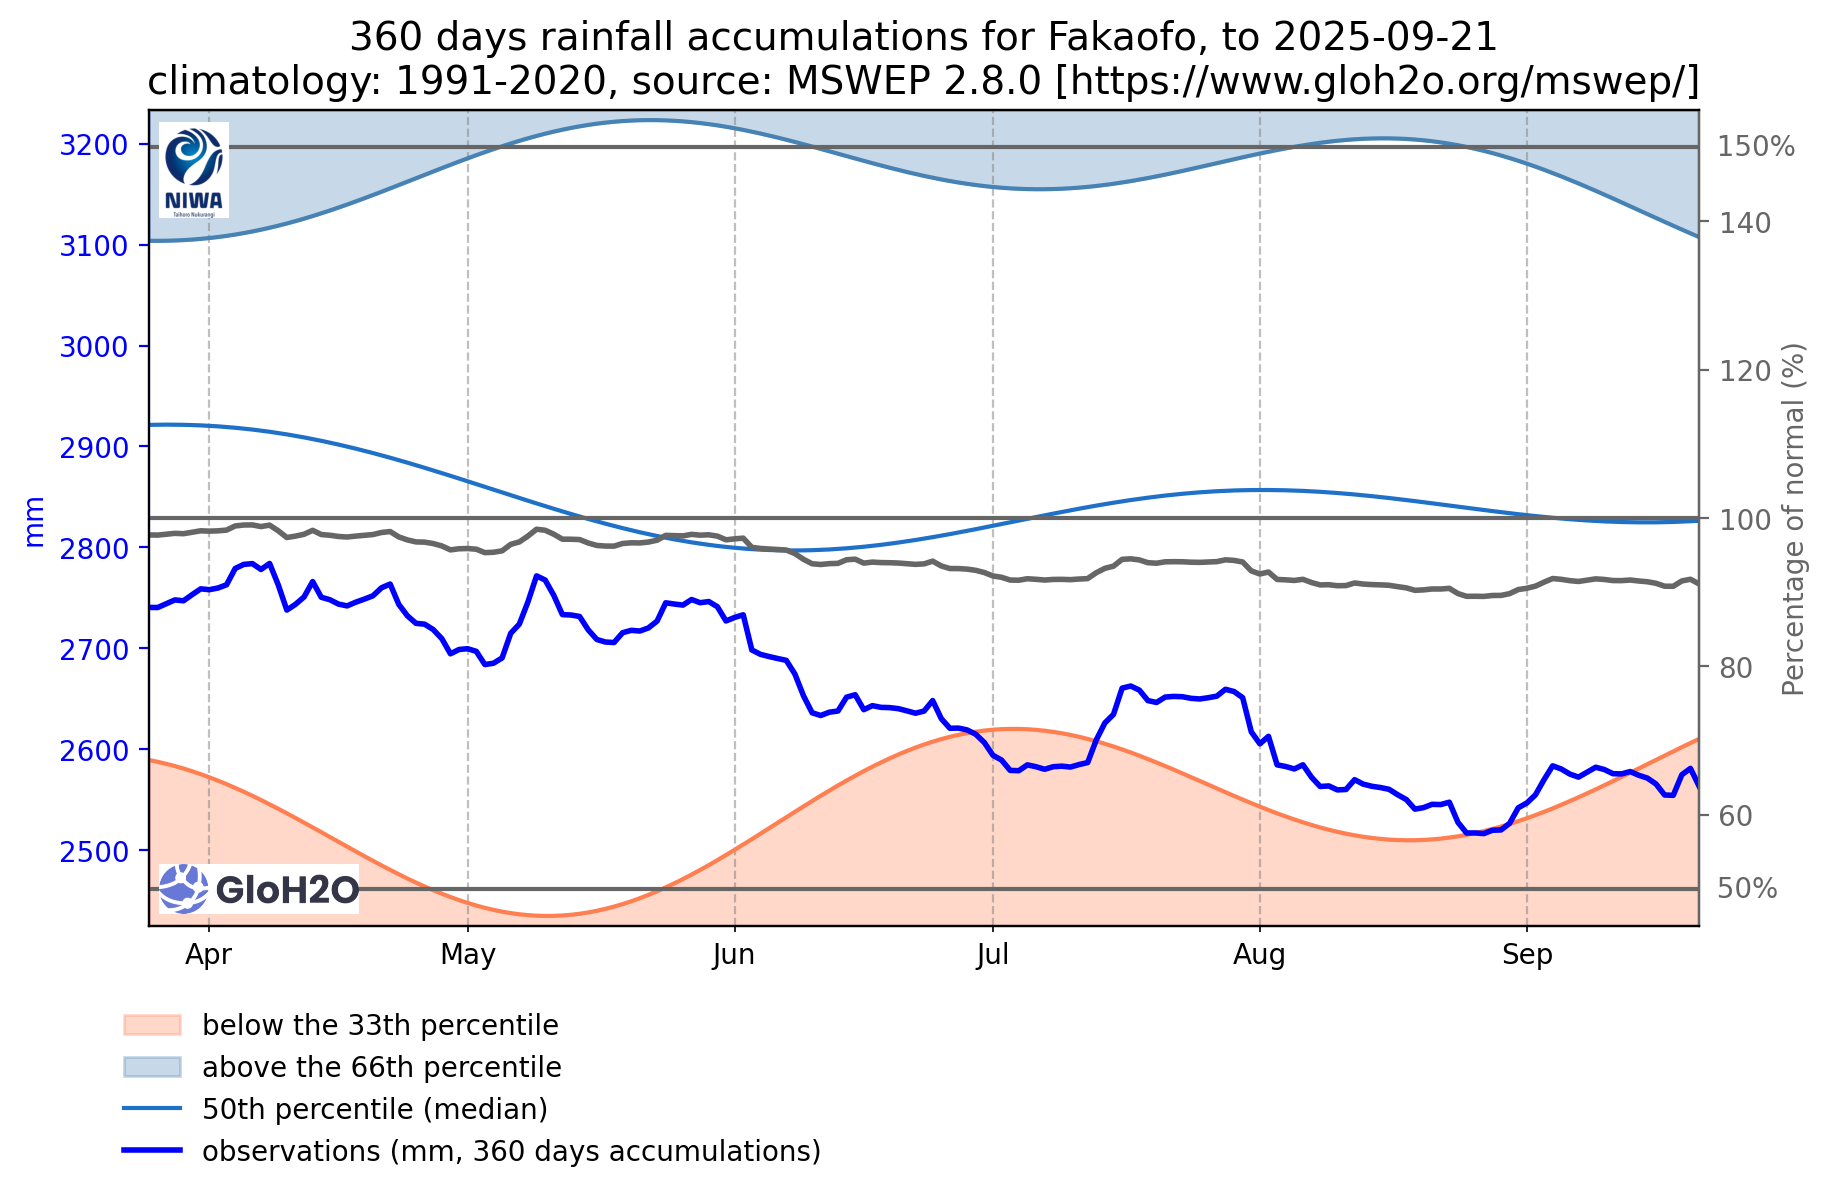 360 days rainfall accumulations for Fakaofo, to 2025-09-21
climatology: 1991-2020, source: MSWEP 2.8.0 [https://www.gloh2o.org/mswep/]
3200
3100
3000
2900
2800
2700
2600
2500
mm
NIWA
Taihoro Nukurangi
GloH2O
150%
140
120
100
80
60
50%
Percentage of normal (%)
Apr
May
Jun
Jul
Aug
Sep
below the 33th percentile
above the 66th percentile
50th percentile (median)
observations (mm, 360 days accumulations)